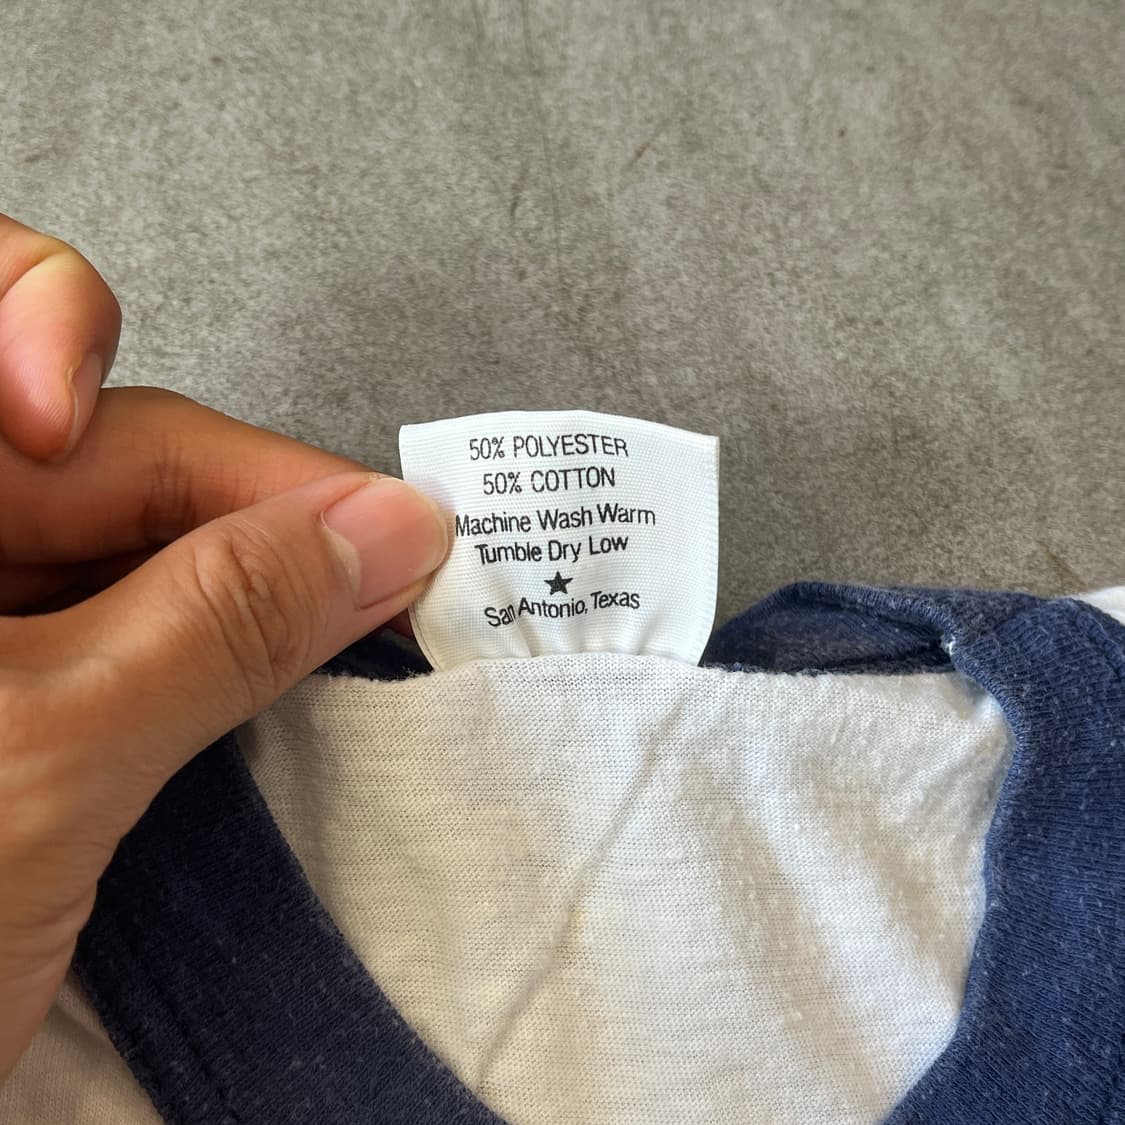 50% POLYESTER
50% COTTON
Machine Wash Warm
Tumble Dry Low
★
San Antonio, Texas